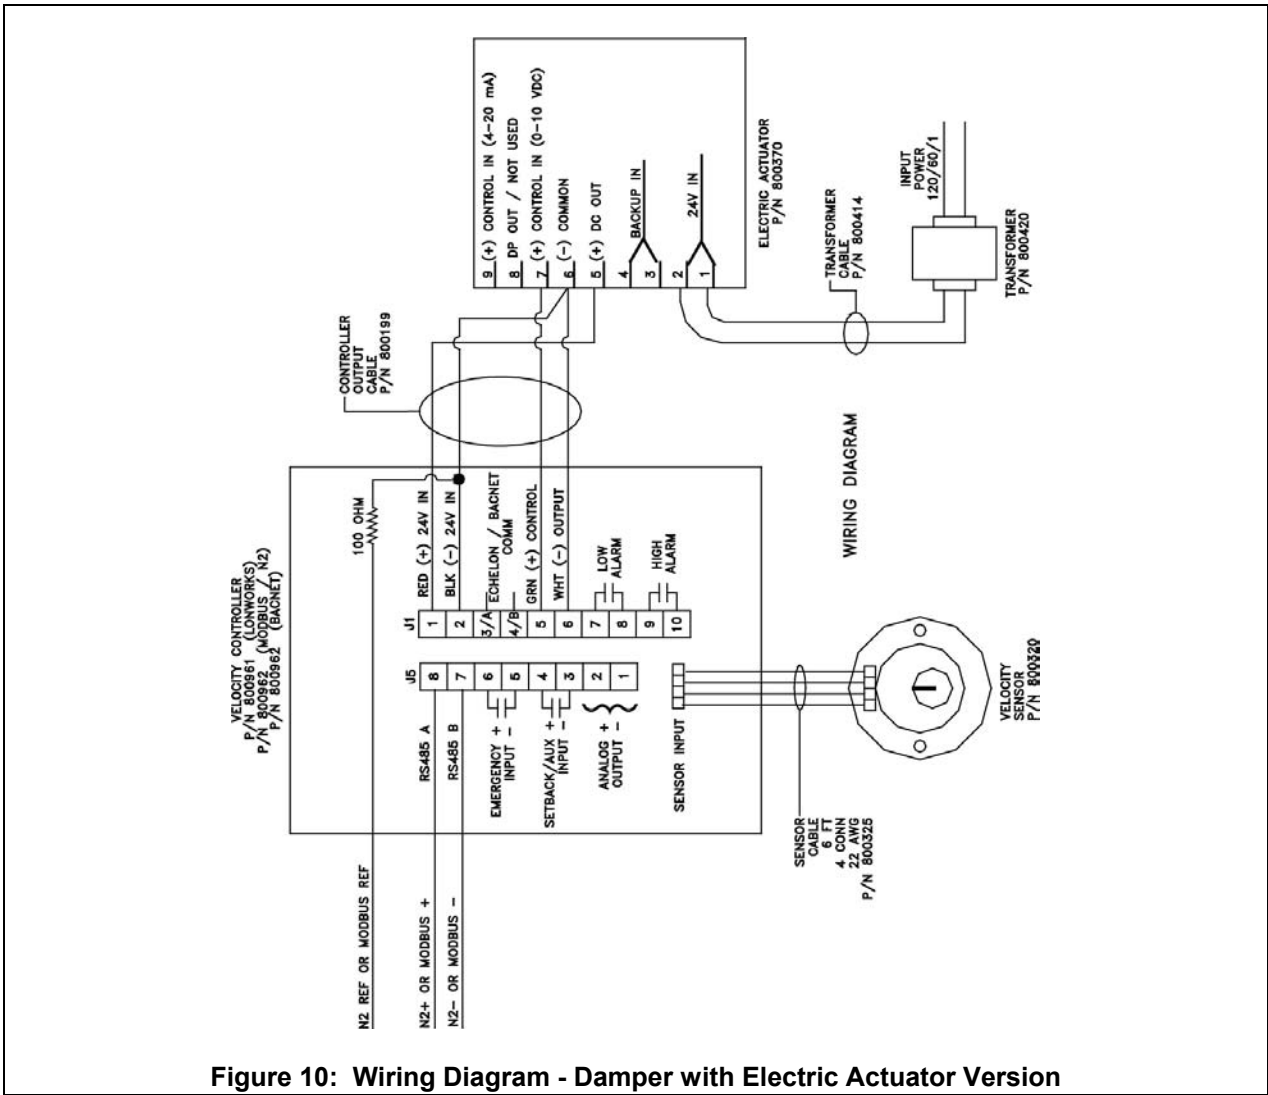 9 (+) CONTROL IN (4-20 mA)
8 DP OUT / NOT USED
7 (+) CONTROL IN (0-10 VDC)
6 (-) COMMON
5 (+) DC OUT
4
3
BACKUP IN
2
1
24V IN
ELECTRIC ACTUATOR
P/N 800370
TRANSFORMER
CABLE
P/N 800414
INPUT
POWER
120/60/1
TRANSFORMER
P/N 800420
CONTROLLER
OUTPUT
CABLE
P/N 800199
WIRING DIAGRAM
VELOCITY CONTROLLER
P/N 800961 (LONWORKS)
P/N 800962 (MODBUS / N2)
P/N 800962 (BACNET)
100 OHM
J1
1 RED (+) 24V IN
2 BLK (-) 24V IN
3/A
4/B
ECHELON / BACNET
COMM
5 GRN (+) CONTROL
6 WHT (-) OUTPUT
7
8
LOW
ALARM
9
10
HIGH
ALARM
J5
8 RS485 A
7 RS485 B
6
5
EMERGENCY +
INPUT -
4
3
SETBACK/AUX +
INPUT -
2
1
ANALOG +
OUTPUT -
SENSOR INPUT
N2 REF OR MODBUS REF
N2+ OR MODBUS +
N2- OR MODBUS -
SENSOR
CABLE
6 FT
4 CONN
22 AWG
P/N 800325
VELOCITY
SENSOR
P/N 800320
Figure 10: Wiring Diagram - Damper with Electric Actuator Version